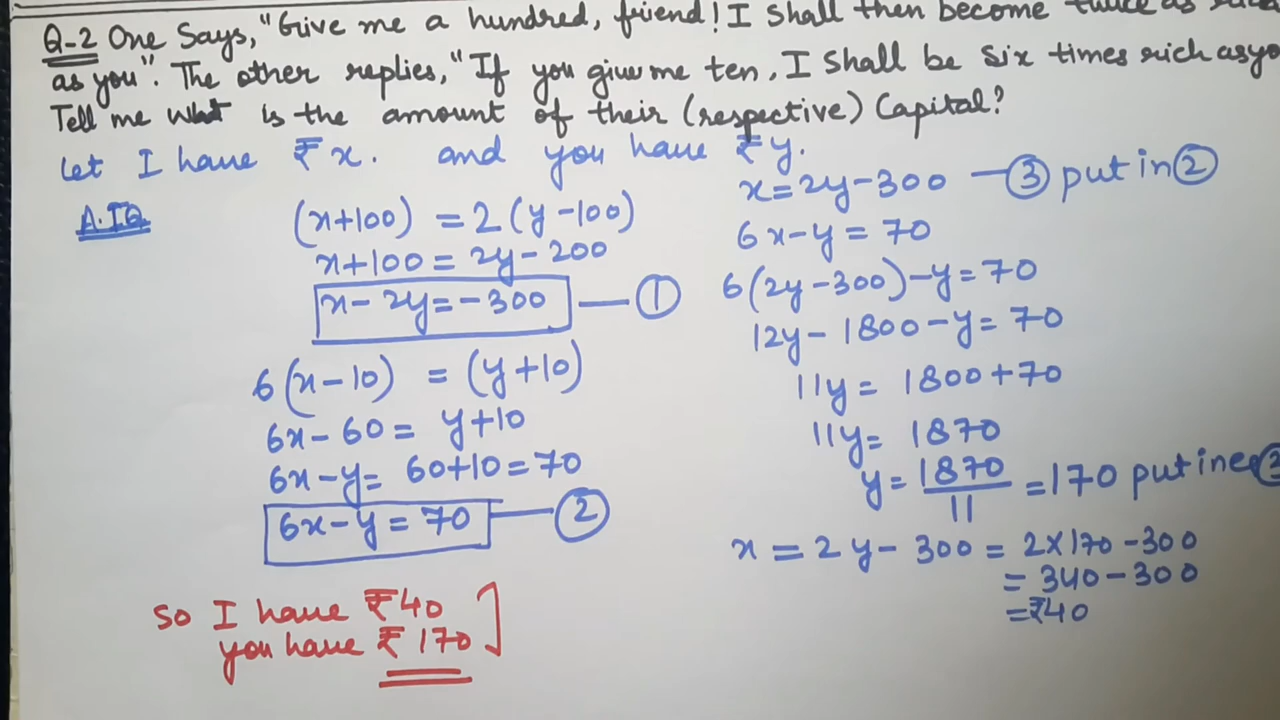 Q-2 One Says, "Give me a hundred, friend! I Shall then become twice as
as you". The other replies, "If you give me ten, I Shall be Six times rich as yo
Tell me what is the amount of their (respective) Capital?
Let I have ₹ x. and you have ₹ y.
A.T.Q
(x+100) = 2(y-100)
x+100 = 2y-200
x-2y=-300 — ①
6(x-10) = (y+10)
6x-60 = y+10
6x-y= 60+10=70
6x-y=70 — ②
So I have ₹40
you have ₹170
x=2y-300 — ③ put in ②
6x-y=70
6(2y-300)-y=70
12y-1800-y=70
11y= 1800+70
11y= 1870
y= 1870/11 =170 put in eq ③
x = 2y-300 = 2×170-300
= 340-300
=₹40